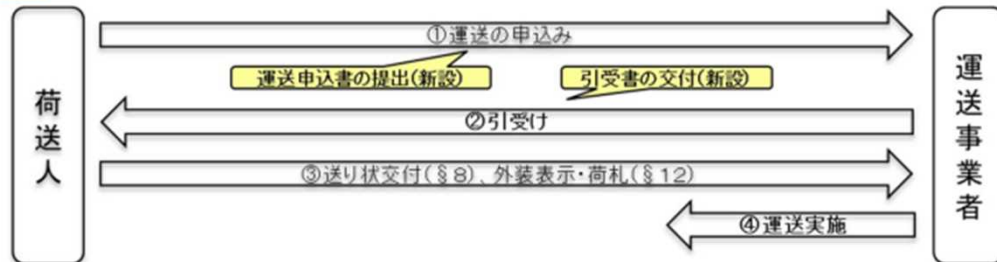 荷送人
①運送の申込み
運送申込書の提出(新設)
引受書の交付(新設)
②引受け
③送り状交付(§8)、外装表示・荷札(§12)
④運送実施
運送事業者